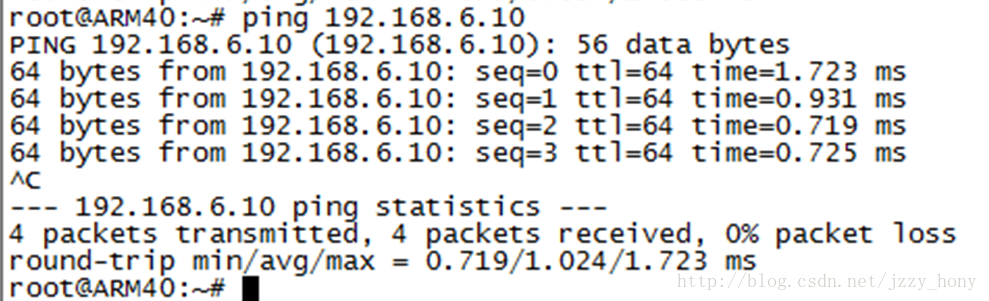 root@ARM40:~# ping 192.168.6.10
PING 192.168.6.10 (192.168.6.10): 56 data bytes
64 bytes from 192.168.6.10: seq=0 ttl=64 time=1.723 ms
64 bytes from 192.168.6.10: seq=1 ttl=64 time=0.931 ms
64 bytes from 192.168.6.10: seq=2 ttl=64 time=0.719 ms
64 bytes from 192.168.6.10: seq=3 ttl=64 time=0.725 ms
^C
--- 192.168.6.10 ping statistics ---
4 packets transmitted, 4 packets received, 0% packet loss
round-trip min/avg/max = 0.719/1.024/1.723 ms
root@ARM40:~#
http://blog.csdn.net/jzzy_hony